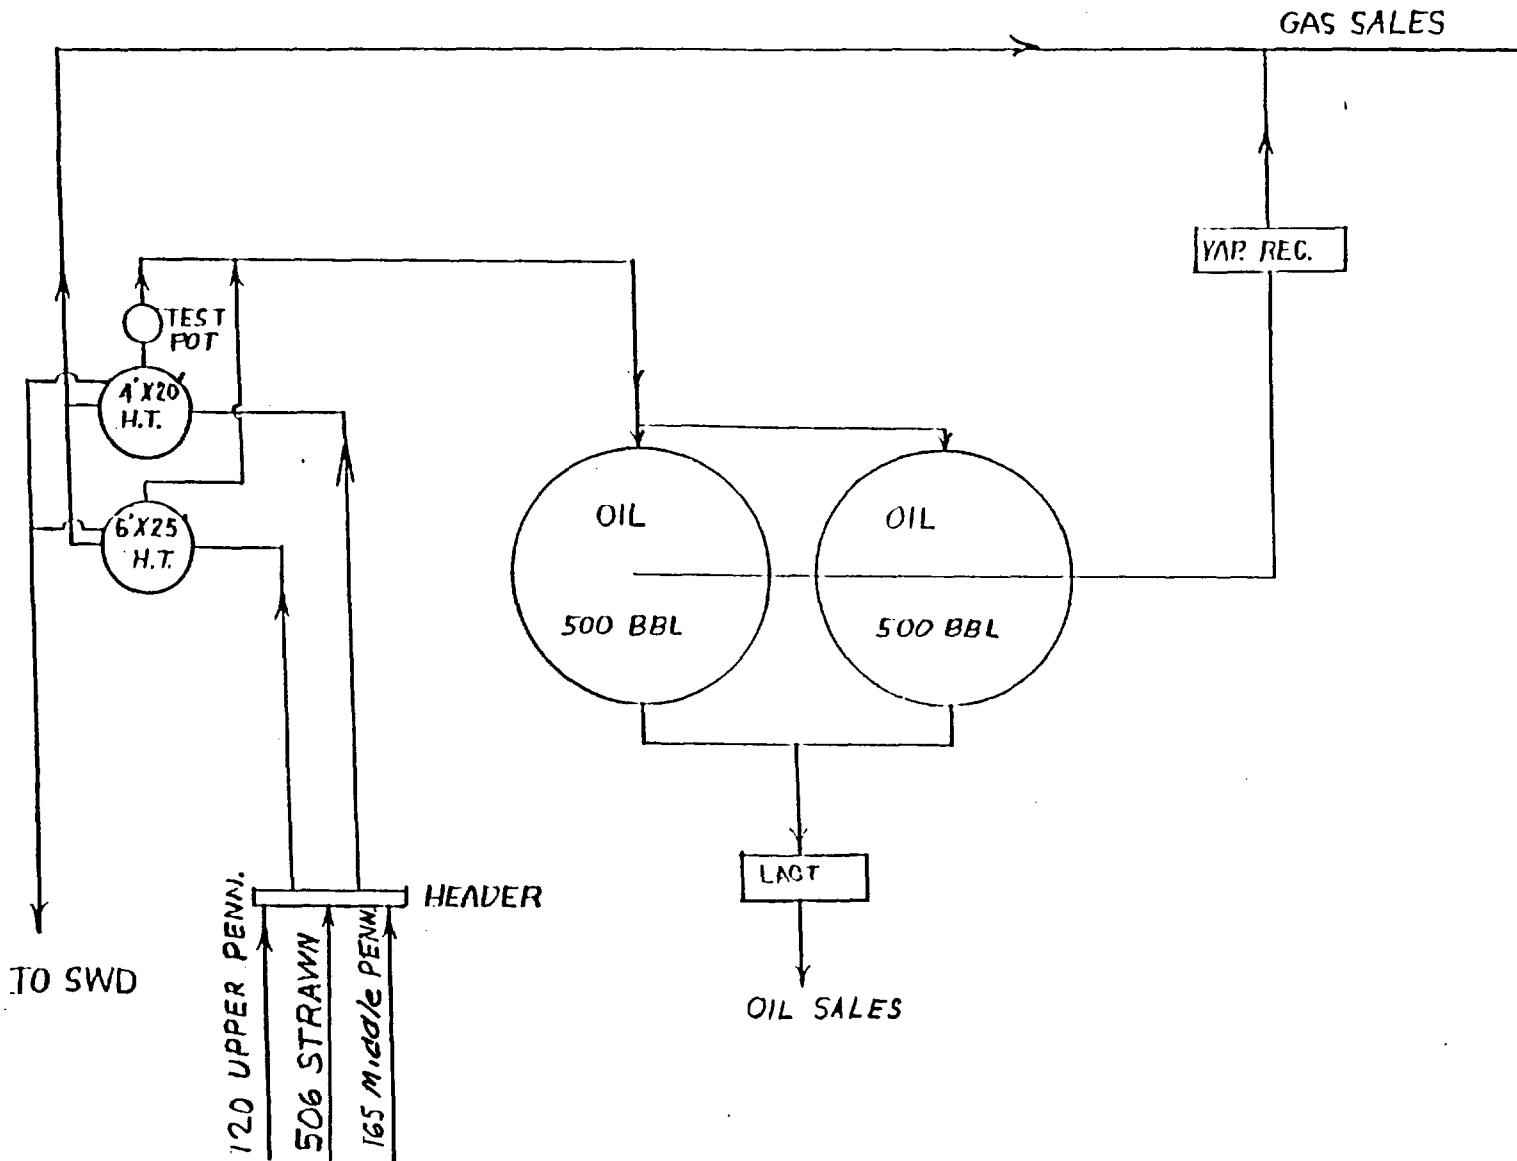 GAS SALES
VAP. REC.
TEST
POT
4'X20'
H.T.
6'X25'
H.T.
OIL
500 BBL
OIL
500 BBL
HEADER
LACT
TO SWD
120 UPPER PENN.
506 STRAWN
165 Middle PENN.
OIL SALES